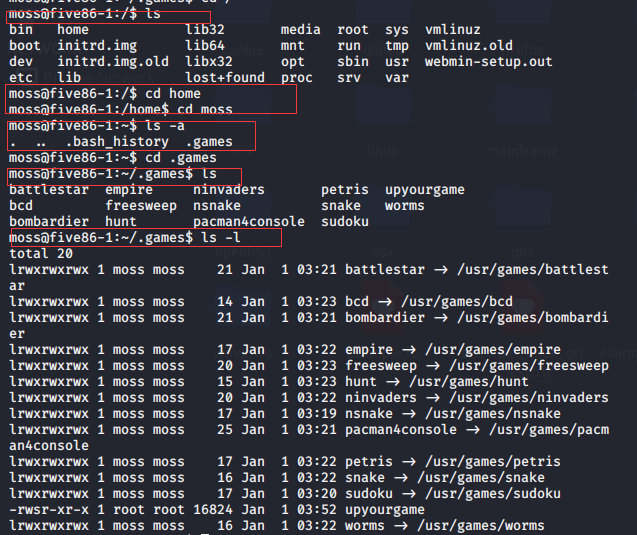 moss@five86-1:/$ ls
bin home lib32 media root sys vmlinuz
boot initrd.img lib64 mnt run tmp vmlinuz.old
dev initrd.img.old libx32 opt sbin usr webmin-setup.out
etc lib lost+found proc srv var
moss@five86-1:/$ cd home
moss@five86-1:/home$ cd moss
moss@five86-1:~$ ls -a
. .. .bash_history .games
moss@five86-1:~$ cd .games
moss@five86-1:~/.games$ ls
battlestar empire ninvaders petris upyourgame
bcd freesweep nsnake snake worms
bombardier hunt pacman4console sudoku
moss@five86-1:~/.games$ ls -l
total 20
lrwxrwxrwx 1 moss moss 21 Jan 1 03:21 battlestar → /usr/games/battlest
ar
lrwxrwxrwx 1 moss moss 14 Jan 1 03:23 bcd → /usr/games/bcd
lrwxrwxrwx 1 moss moss 21 Jan 1 03:21 bombardier → /usr/games/bombardi
er
lrwxrwxrwx 1 moss moss 17 Jan 1 03:22 empire → /usr/games/empire
lrwxrwxrwx 1 moss moss 20 Jan 1 03:23 freesweep → /usr/games/freesweep
lrwxrwxrwx 1 moss moss 15 Jan 1 03:23 hunt → /usr/games/hunt
lrwxrwxrwx 1 moss moss 20 Jan 1 03:22 ninvaders → /usr/games/ninvaders
lrwxrwxrwx 1 moss moss 17 Jan 1 03:19 nsnake → /usr/games/nsnake
lrwxrwxrwx 1 moss moss 25 Jan 1 03:21 pacman4console → /usr/games/pacm
an4console
lrwxrwxrwx 1 moss moss 17 Jan 1 03:22 petris → /usr/games/petris
lrwxrwxrwx 1 moss moss 16 Jan 1 03:22 snake → /usr/games/snake
lrwxrwxrwx 1 moss moss 17 Jan 1 03:20 sudoku → /usr/games/sudoku
-rwsr-xr-x 1 root root 16824 Jan 1 03:52 upyourgame
lrwxrwxrwx 1 moss moss 16 Jan 1 03:22 worms → /usr/games/worms